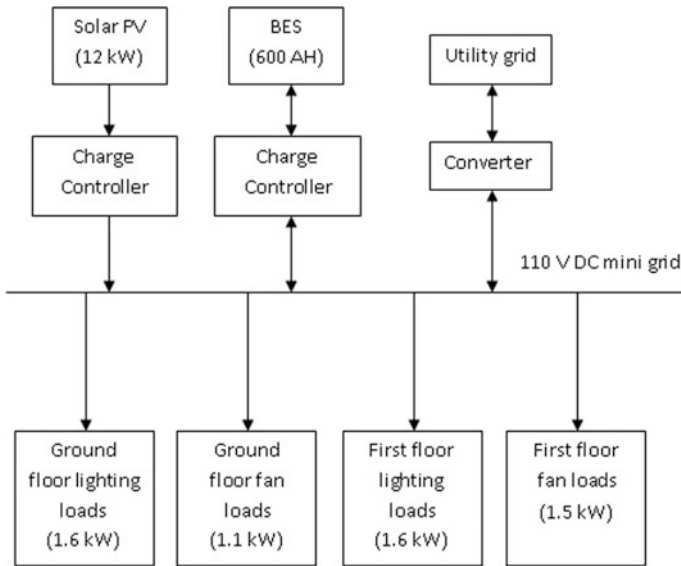 Solar PV
(12 kW)
BES
(600 AH)
Utility grid
Charge
Controller
Charge
Controller
Converter
110 V DC mini grid
Ground
floor lighting
loads
(1.6 kW)
Ground
floor fan
loads
(1.1 kW)
First floor
lighting
loads
(1.6 kW)
First floor
fan loads
(1.5 kW)